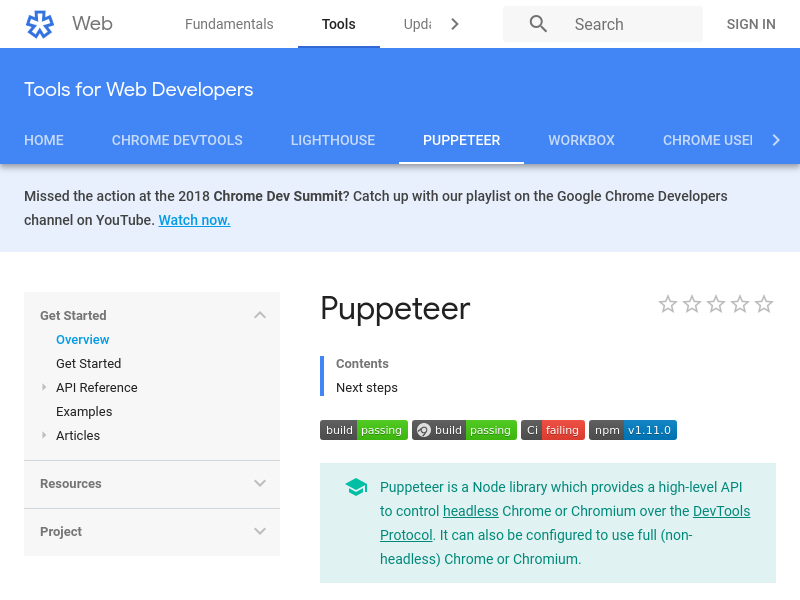 Web
Fundamentals
Tools
SIGN IN
Search
Tools for Web Developers
HOME
CHROME DEVTOOLS
LIGHTHOUSE
PUPPETEER
WORKBOX
CHROME
Missed the action at the 2018 Chrome Dev Summit? Catch up with our playlist on the Google Chrome Developers
channel on YouTube. Watch now.
Get Started
Overview
Get Started
API Reference
Examples
Articles
Resources
Project
Puppeteer
Contents
Next steps
build passing
build passing
Ci failing
npm v1.11.0
Puppeteer is a Node library which provides a high-level API
to control headless Chrome or Chromium over the DevTools
Protocol. It can also be configured to use full (non-
headless) Chrome or Chromium.